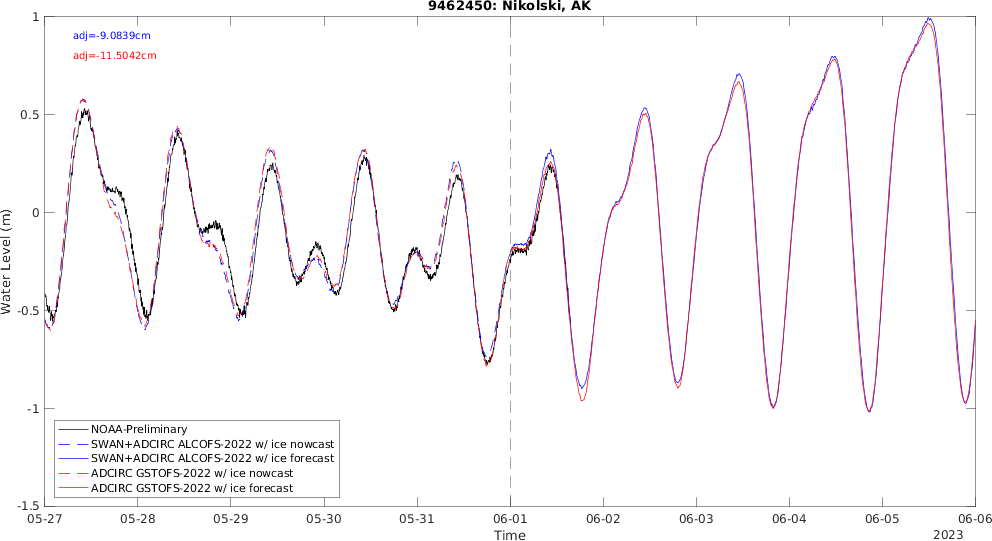 9462450: Nikolski, AK
adj=-9.0839cm
adj=-11.5042cm
1
0.5
0
-0.5
-1
-1.5
Water Level (m)
NOAA-Preliminary
SWAN+ADCIRC ALCOFS-2022 w/ ice nowcast
SWAN+ADCIRC ALCOFS-2022 w/ ice forecast
ADCIRC GSTOFS-2022 w/ ice nowcast
ADCIRC GSTOFS-2022 w/ ice forecast
05-27 05-28 05-29 05-30 05-31 06-01 06-02 06-03 06-04 06-05 06-06
Time
2023